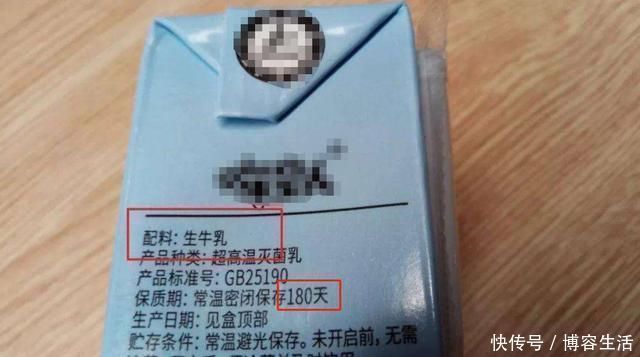 配料: 生牛乳
产品种类: 超高温灭菌乳
产品标准号: GB25190
保质期: 常温密闭保存180天
生产日期: 见盒顶部
贮存条件: 常温避光保存。未开启前,无需
快传号 / 博容生活